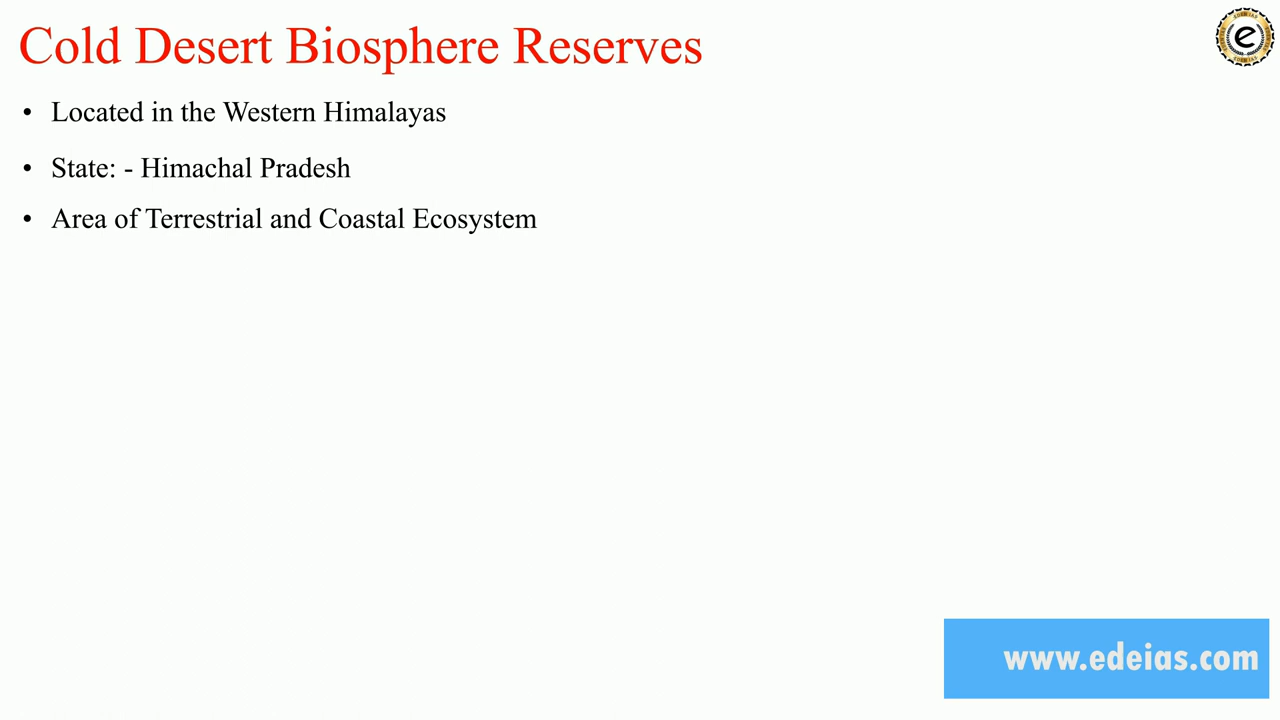 Cold Desert Biosphere Reserves
• Located in the Western Himalayas
• State: - Himachal Pradesh
• Area of Terrestrial and Coastal Ecosystem
www.edeias.com